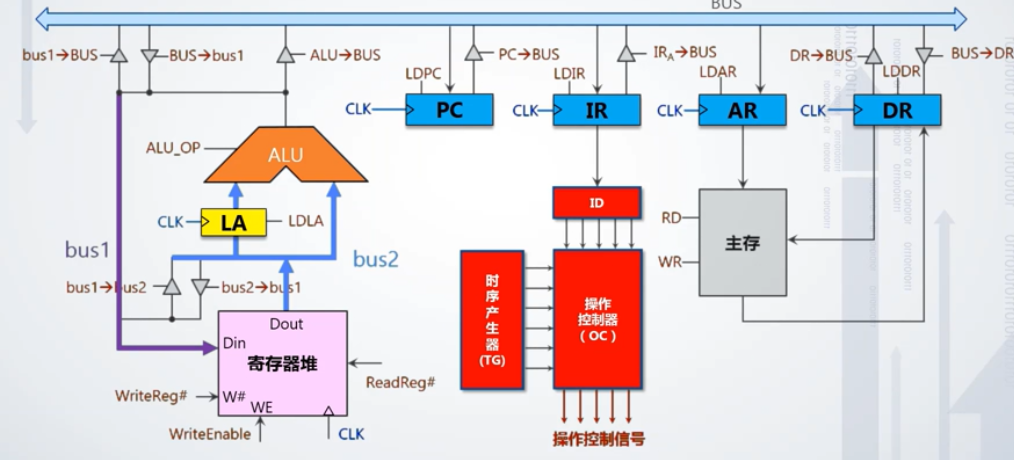 BUS
bus1→BUS
BUS→bus1
ALU→BUS
PC→BUS
IRA→BUS
DR→BUS
BUS→DR
LDPC
LDIR
LDAR
LDDR
CLK
PC
CLK
IR
CLK
AR
CLK
DR
ALU_OP
ALU
CLK
LA
LDLA
ID
bus1
bus2
RD
WR
主存
bus1→bus2
bus2→bus1
时序产生器
(TG)
操作
控制器
（OC）
Dout
Din
寄存器堆
ReadReg#
WriteReg#
W#
WE
WriteEnable
CLK
操作控制信号